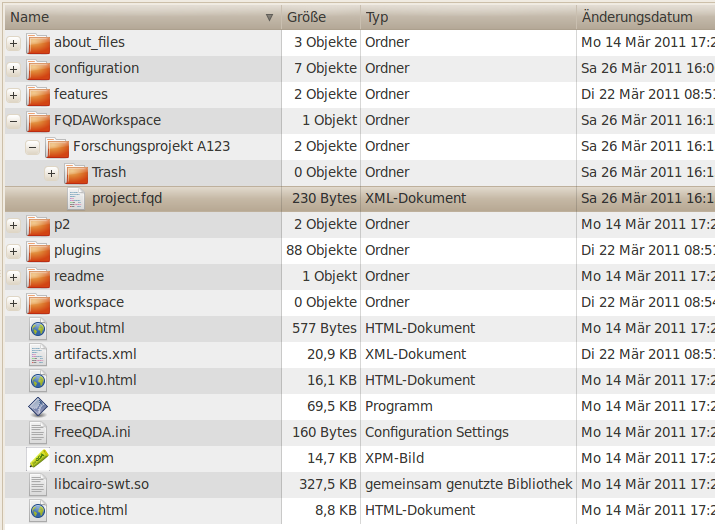 Name Größe Typ Änderungsdatum
about_files 3 Objekte Ordner Mo 14 Mär 2011 17:2
configuration 7 Objekte Ordner Sa 26 Mär 2011 16:0
features 2 Objekte Ordner Di 22 Mär 2011 08:5
FQDAWorkspace 1 Objekt Ordner Sa 26 Mär 2011 16:1
Forschungsprojekt A123 2 Objekte Ordner Sa 26 Mär 2011 16:1
Trash 0 Objekte Ordner Sa 26 Mär 2011 16:1
project.fqd 230 Bytes XML-Dokument Sa 26 Mär 2011 16:1
p2 2 Objekte Ordner Mo 14 Mär 2011 17:2
plugins 88 Objekte Ordner Di 22 Mär 2011 08:5
readme 1 Objekt Ordner Mo 14 Mär 2011 17:2
workspace 0 Objekte Ordner Di 22 Mär 2011 08:54
about.html 577 Bytes HTML-Dokument Mo 14 Mär 2011 17:2
artifacts.xml 20,9 KB XML-Dokument Di 22 Mär 2011 08:5
epl-v10.html 16,1 KB HTML-Dokument Mo 14 Mär 2011 17:2
FreeQDA 69,5 KB Programm Mo 14 Mär 2011 17:2
FreeQDA.ini 160 Bytes Configuration Settings Mo 14 Mär 2011 17:2
icon.xpm 14,7 KB XPM-Bild Mo 14 Mär 2011 17:2
libcairo-swt.so 327,5 KB gemeinsam genutzte Bibliothek Mo 14 Mär 2011 17:2
notice.html 8,8 KB HTML-Dokument Mo 14 Mär 2011 17:2